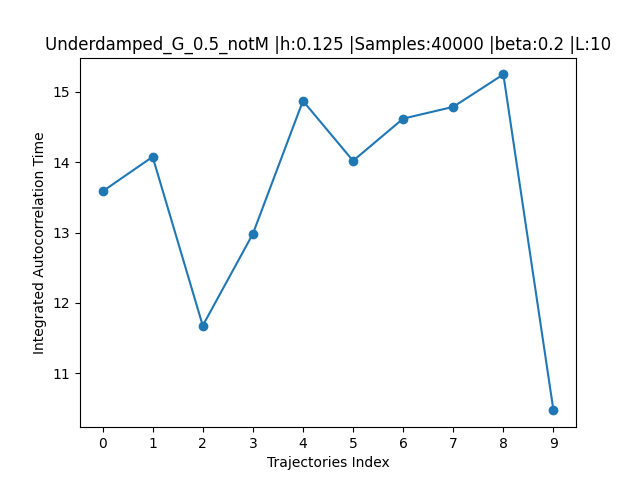 Underdamped_G_0.5_notM |h:0.125 |Samples:40000 |beta:0.2 |L:10
Integrated Autocorrelation Time
15
14
13
12
11
0 1 2 3 4 5 6 7 8 9
Trajectories Index